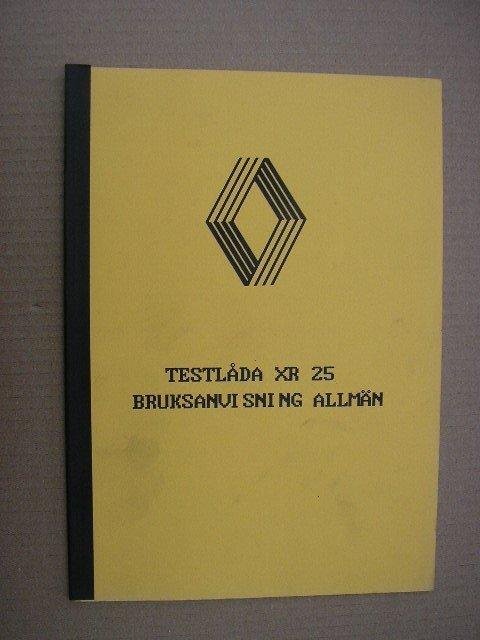 TESTLÅDA XR 25
BRUKSANVISNING ALLMÄN